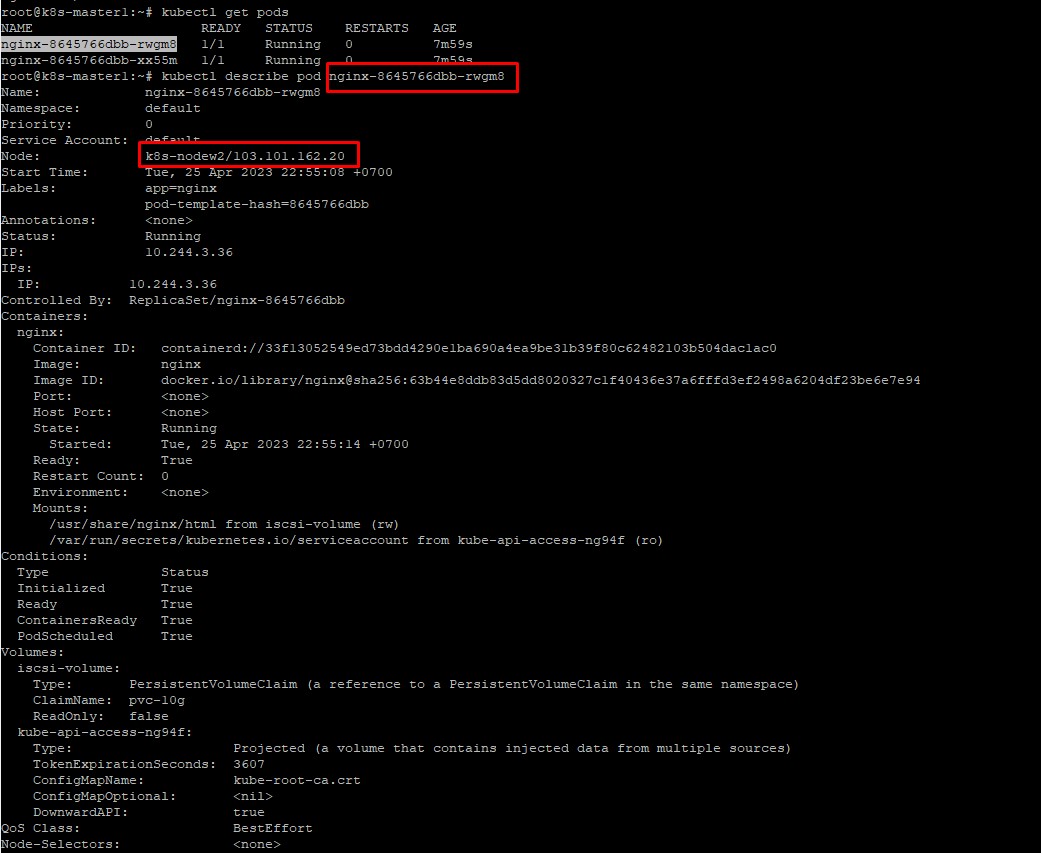 root@k8s-master1:~# kubectl get pods
NAME                     READY   STATUS    RESTARTS   AGE
nginx-8645766dbb-rwgm8   1/1     Running   0          7m59s
nginx-8645766dbb-xx55m   1/1     Running   0          7m59s
root@k8s-master1:~# kubectl describe pod nginx-8645766dbb-rwgm8
Name:             nginx-8645766dbb-rwgm8
Namespace:        default
Priority:         0
Service Account:  default
Node:             k8s-nodew2/103.101.162.20
Start Time:       Tue, 25 Apr 2023 22:55:08 +0700
Labels:           app=nginx
                  pod-template-hash=8645766dbb
Annotations:      <none>
Status:           Running
IP:               10.244.3.36
IPs:
  IP:           10.244.3.36
Controlled By:  ReplicaSet/nginx-8645766dbb
Containers:
  nginx:
    Container ID:   containerd://33f13052549ed73bdd4290e1ba690a4ea9be31b39f80c62482103b504dac1ac0
    Image:          nginx
    Image ID:       docker.io/library/nginx@sha256:63b44e8ddb83d5dd8020327c1f40436e37a6fffd3ef2498a6204df23be6e7e94
    Port:           <none>
    Host Port:      <none>
    State:          Running
      Started:      Tue, 25 Apr 2023 22:55:14 +0700
    Ready:          True
    Restart Count:  0
    Environment:    <none>
    Mounts:
      /usr/share/nginx/html from iscsi-volume (rw)
      /var/run/secrets/kubernetes.io/serviceaccount from kube-api-access-ng94f (ro)
Conditions:
  Type              Status
  Initialized       True
  Ready             True
  ContainersReady   True
  PodScheduled      True
Volumes:
  iscsi-volume:
    Type:       PersistentVolumeClaim (a reference to a PersistentVolumeClaim in the same namespace)
    ClaimName:  pvc-10g
    ReadOnly:   false
  kube-api-access-ng94f:
    Type:                    Projected (a volume that contains injected data from multiple sources)
    TokenExpirationSeconds:  3607
    ConfigMapName:           kube-root-ca.crt
    ConfigMapOptional:       <nil>
    DownwardAPI:             true
QoS Class:                   BestEffort
Node-Selectors:              <none>